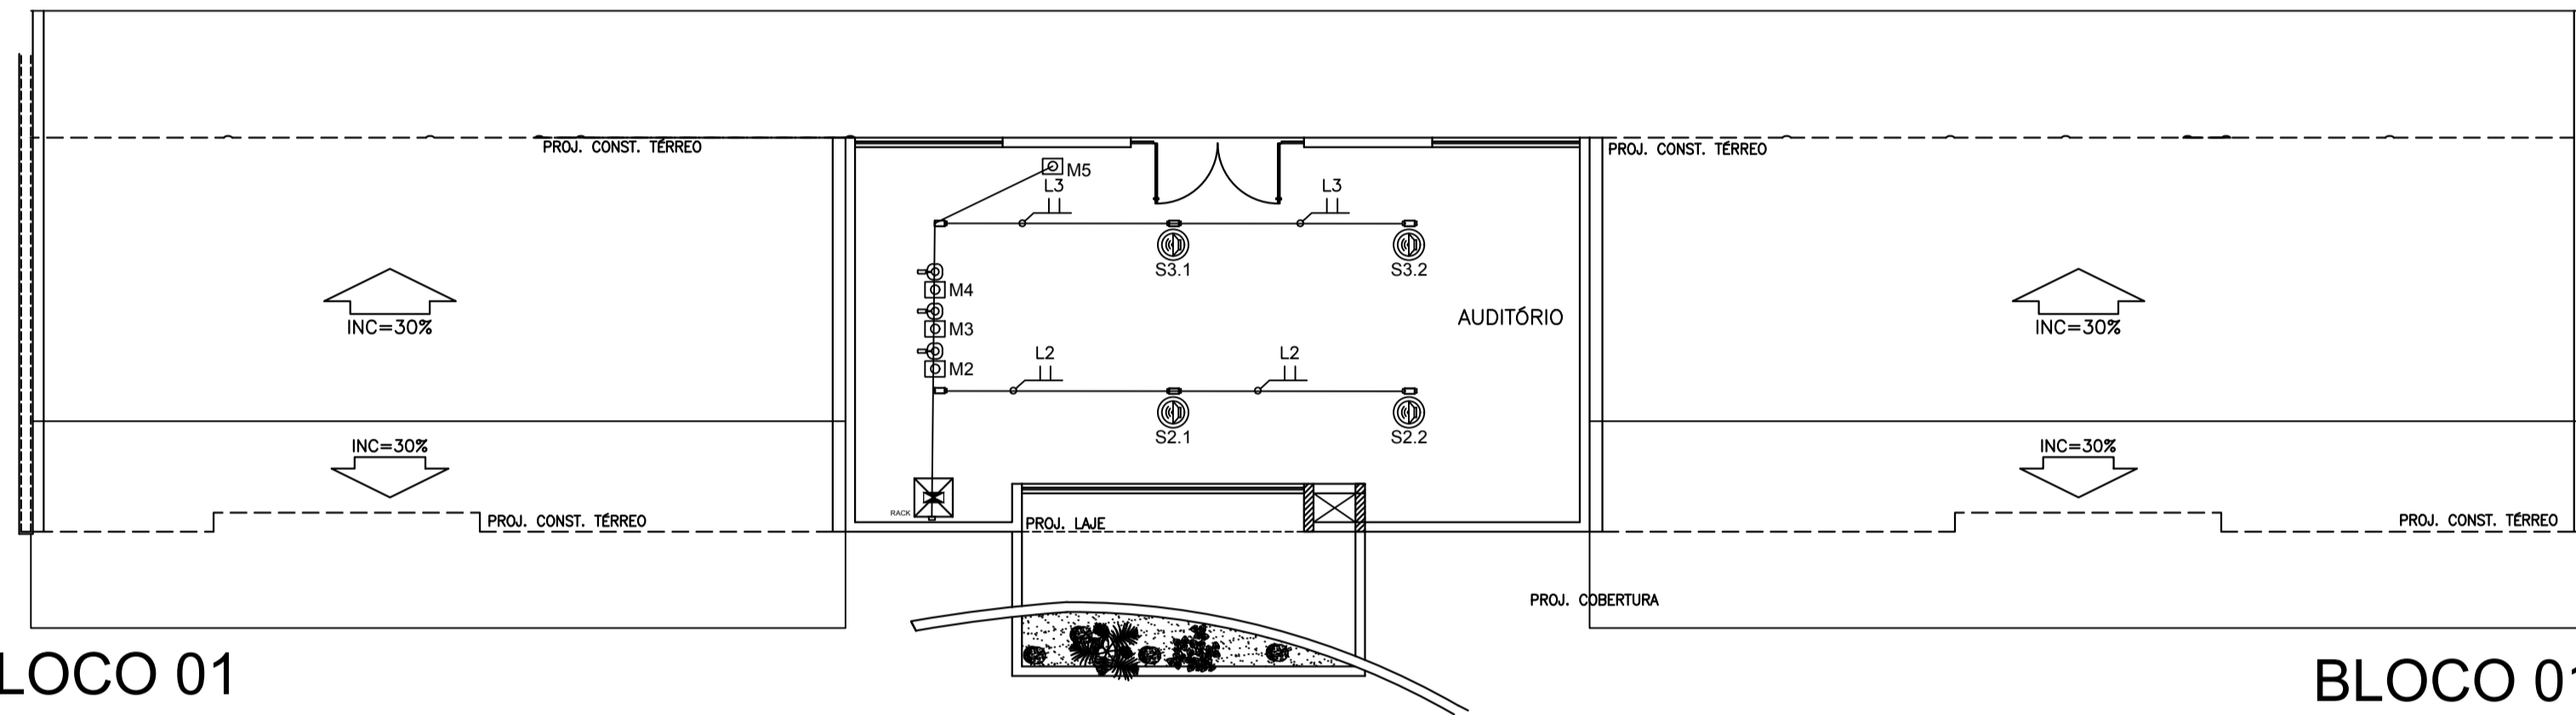 PROJ. CONST. TÉRREO
PROJ. CONST. TÉRREO
M5
L3
L3
S3.1
S3.2
M4
AUDITÓRIO
INC=30%
M3
INC=30%
L2
L2
M2
S2.1
S2.2
INC=30%
INC=30%
RACK
PROJ. CONST. TÉRREO
PROJ. LAJE
PROJ. CONST. TÉRREO
PROJ. COBERTURA
LOCO 01
BLOCO 01